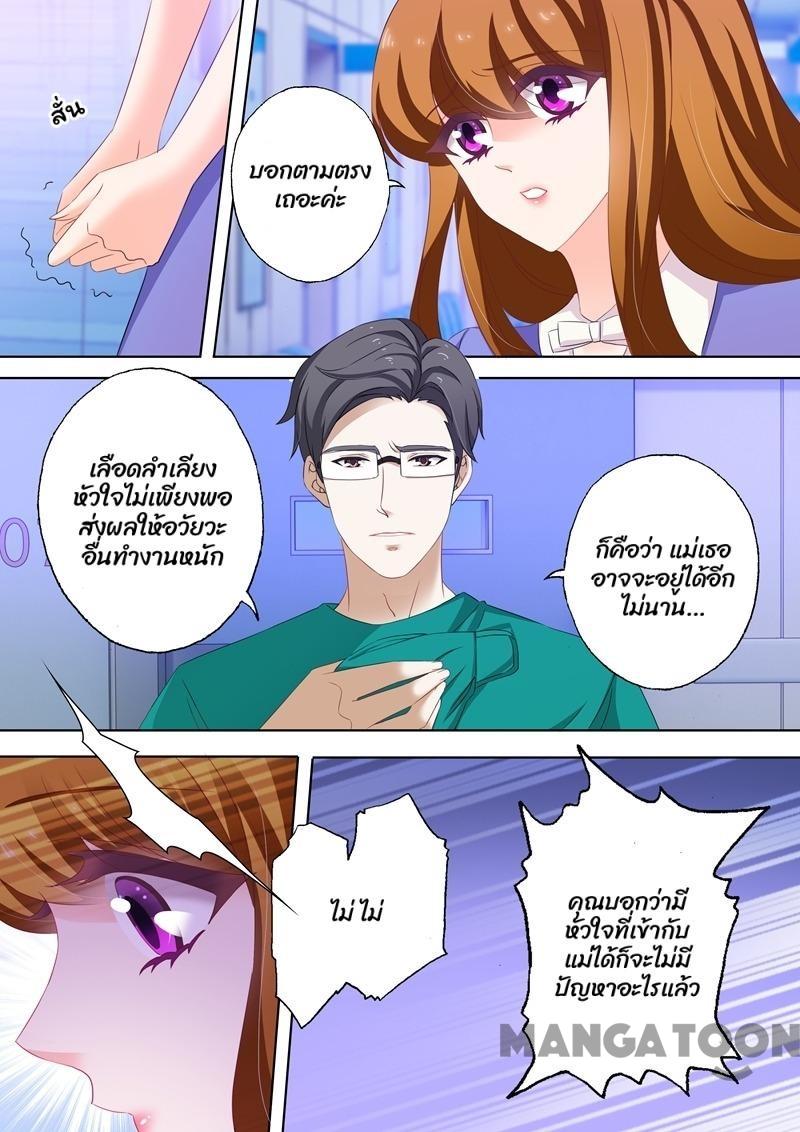 สั่น
บอกตามตรง
เถอะค่ะ
เลือดลำเลียง
หัวใจไม่เพียงพอ
ส่งผลให้อวัยวะ
อื่นทำงานหนัก
0
ก็คือว่า แม่เธอ
อาจจะอยู่ได้อีก
ไม่นาน...
ไม่ ไม่
คุณบอกว่ามี
หัวใจที่เข้ากับ
แม่ได้ก็จะไม่มี
ปัญหาอะไรแล้ว
MANGATOON